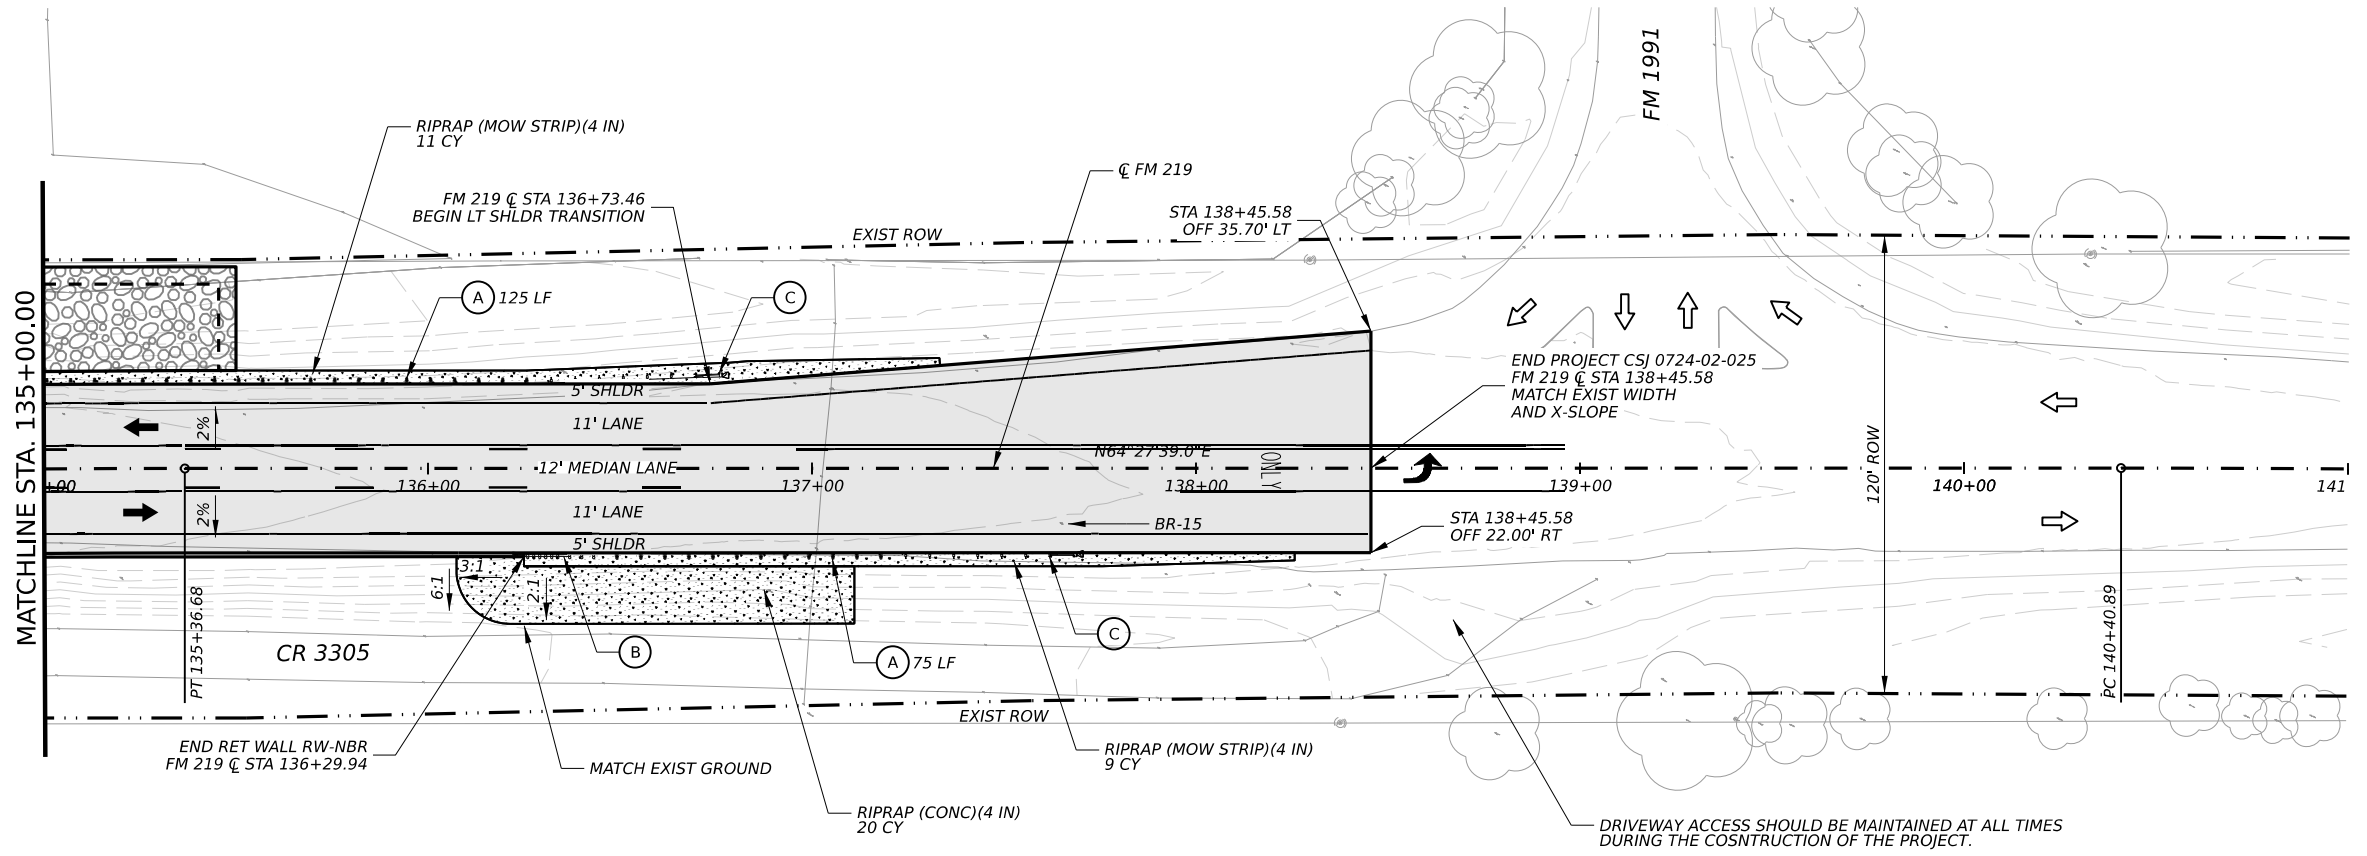 FM 1991
RIPRAP (MOW STRIP)(4 IN)
11 CY
℄ FM 219
FM 219 ℄ STA 136+73.46
BEGIN LT SHLDR TRANSITION
STA 138+45.58
OFF 35.70' LT
EXIST ROW
A 125 LF
C
MATCHLINE STA. 135+00.00
END PROJECT CSJ 0724-02-025
FM 219 ℄ STA 138+45.58
MATCH EXIST WIDTH
AND X-SLOPE
5' SHLDR
11' LANE
2%
N64°27'39.0"E
12' MEDIAN LANE
ONLY
120' ROW
+00
136+00
137+00
138+00
139+00
140+00
141
11' LANE
2%
BR-15
STA 138+45.58
OFF 22.00' RT
5' SHLDR
3:1
6:1
2:1
PT 135+36.68
PC 140+40.89
CR 3305
B
C
A 75 LF
EXIST ROW
END RET WALL RW-NBR
FM 219 ℄ STA 136+29.94
MATCH EXIST GROUND
RIPRAP (MOW STRIP)(4 IN)
9 CY
RIPRAP (CONC)(4 IN)
20 CY
DRIVEWAY ACCESS SHOULD BE MAINTAINED AT ALL TIMES
DURING THE COSNTRUCTION OF THE PROJECT.